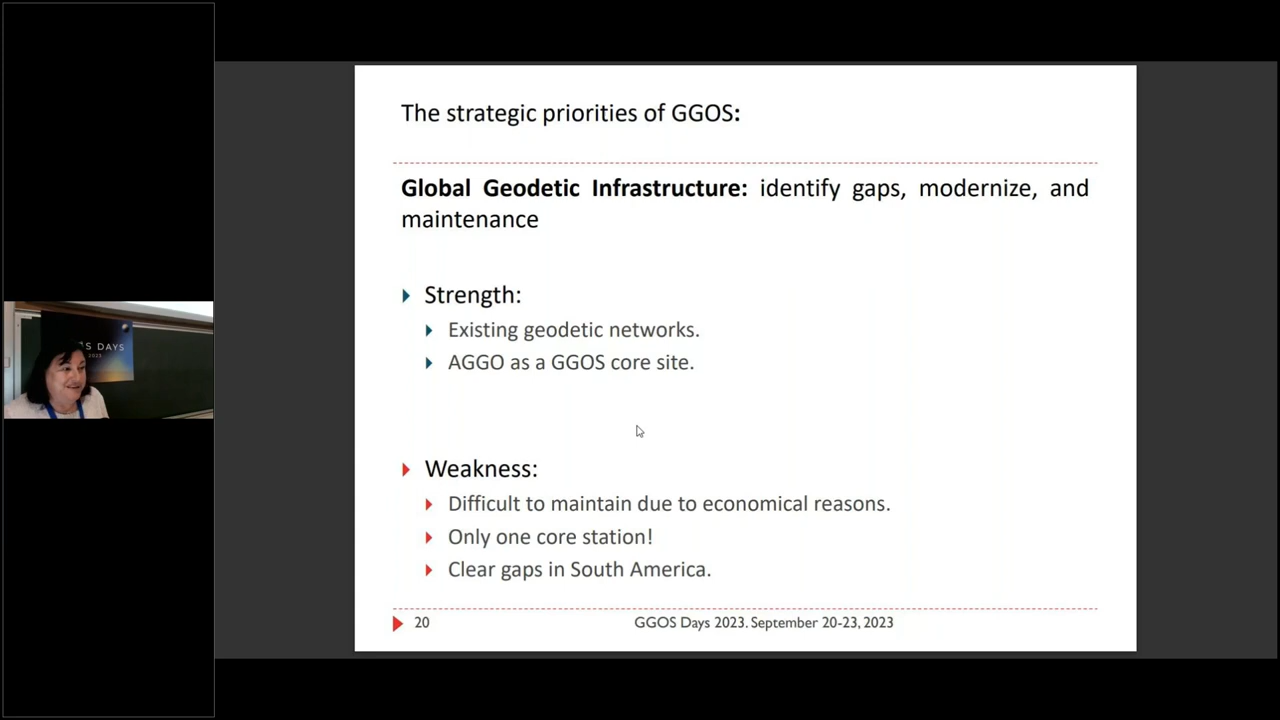 The strategic priorities of GGOS:
Global Geodetic Infrastructure: identify gaps, modernize, and
maintenance
Strength:
Existing geodetic networks.
AGGO as a GGOS core site.
Weakness:
Difficult to maintain due to economical reasons.
Only one core station!
Clear gaps in South America.
20
GGOS Days 2023. September 20-23, 2023
S DAYS
2023